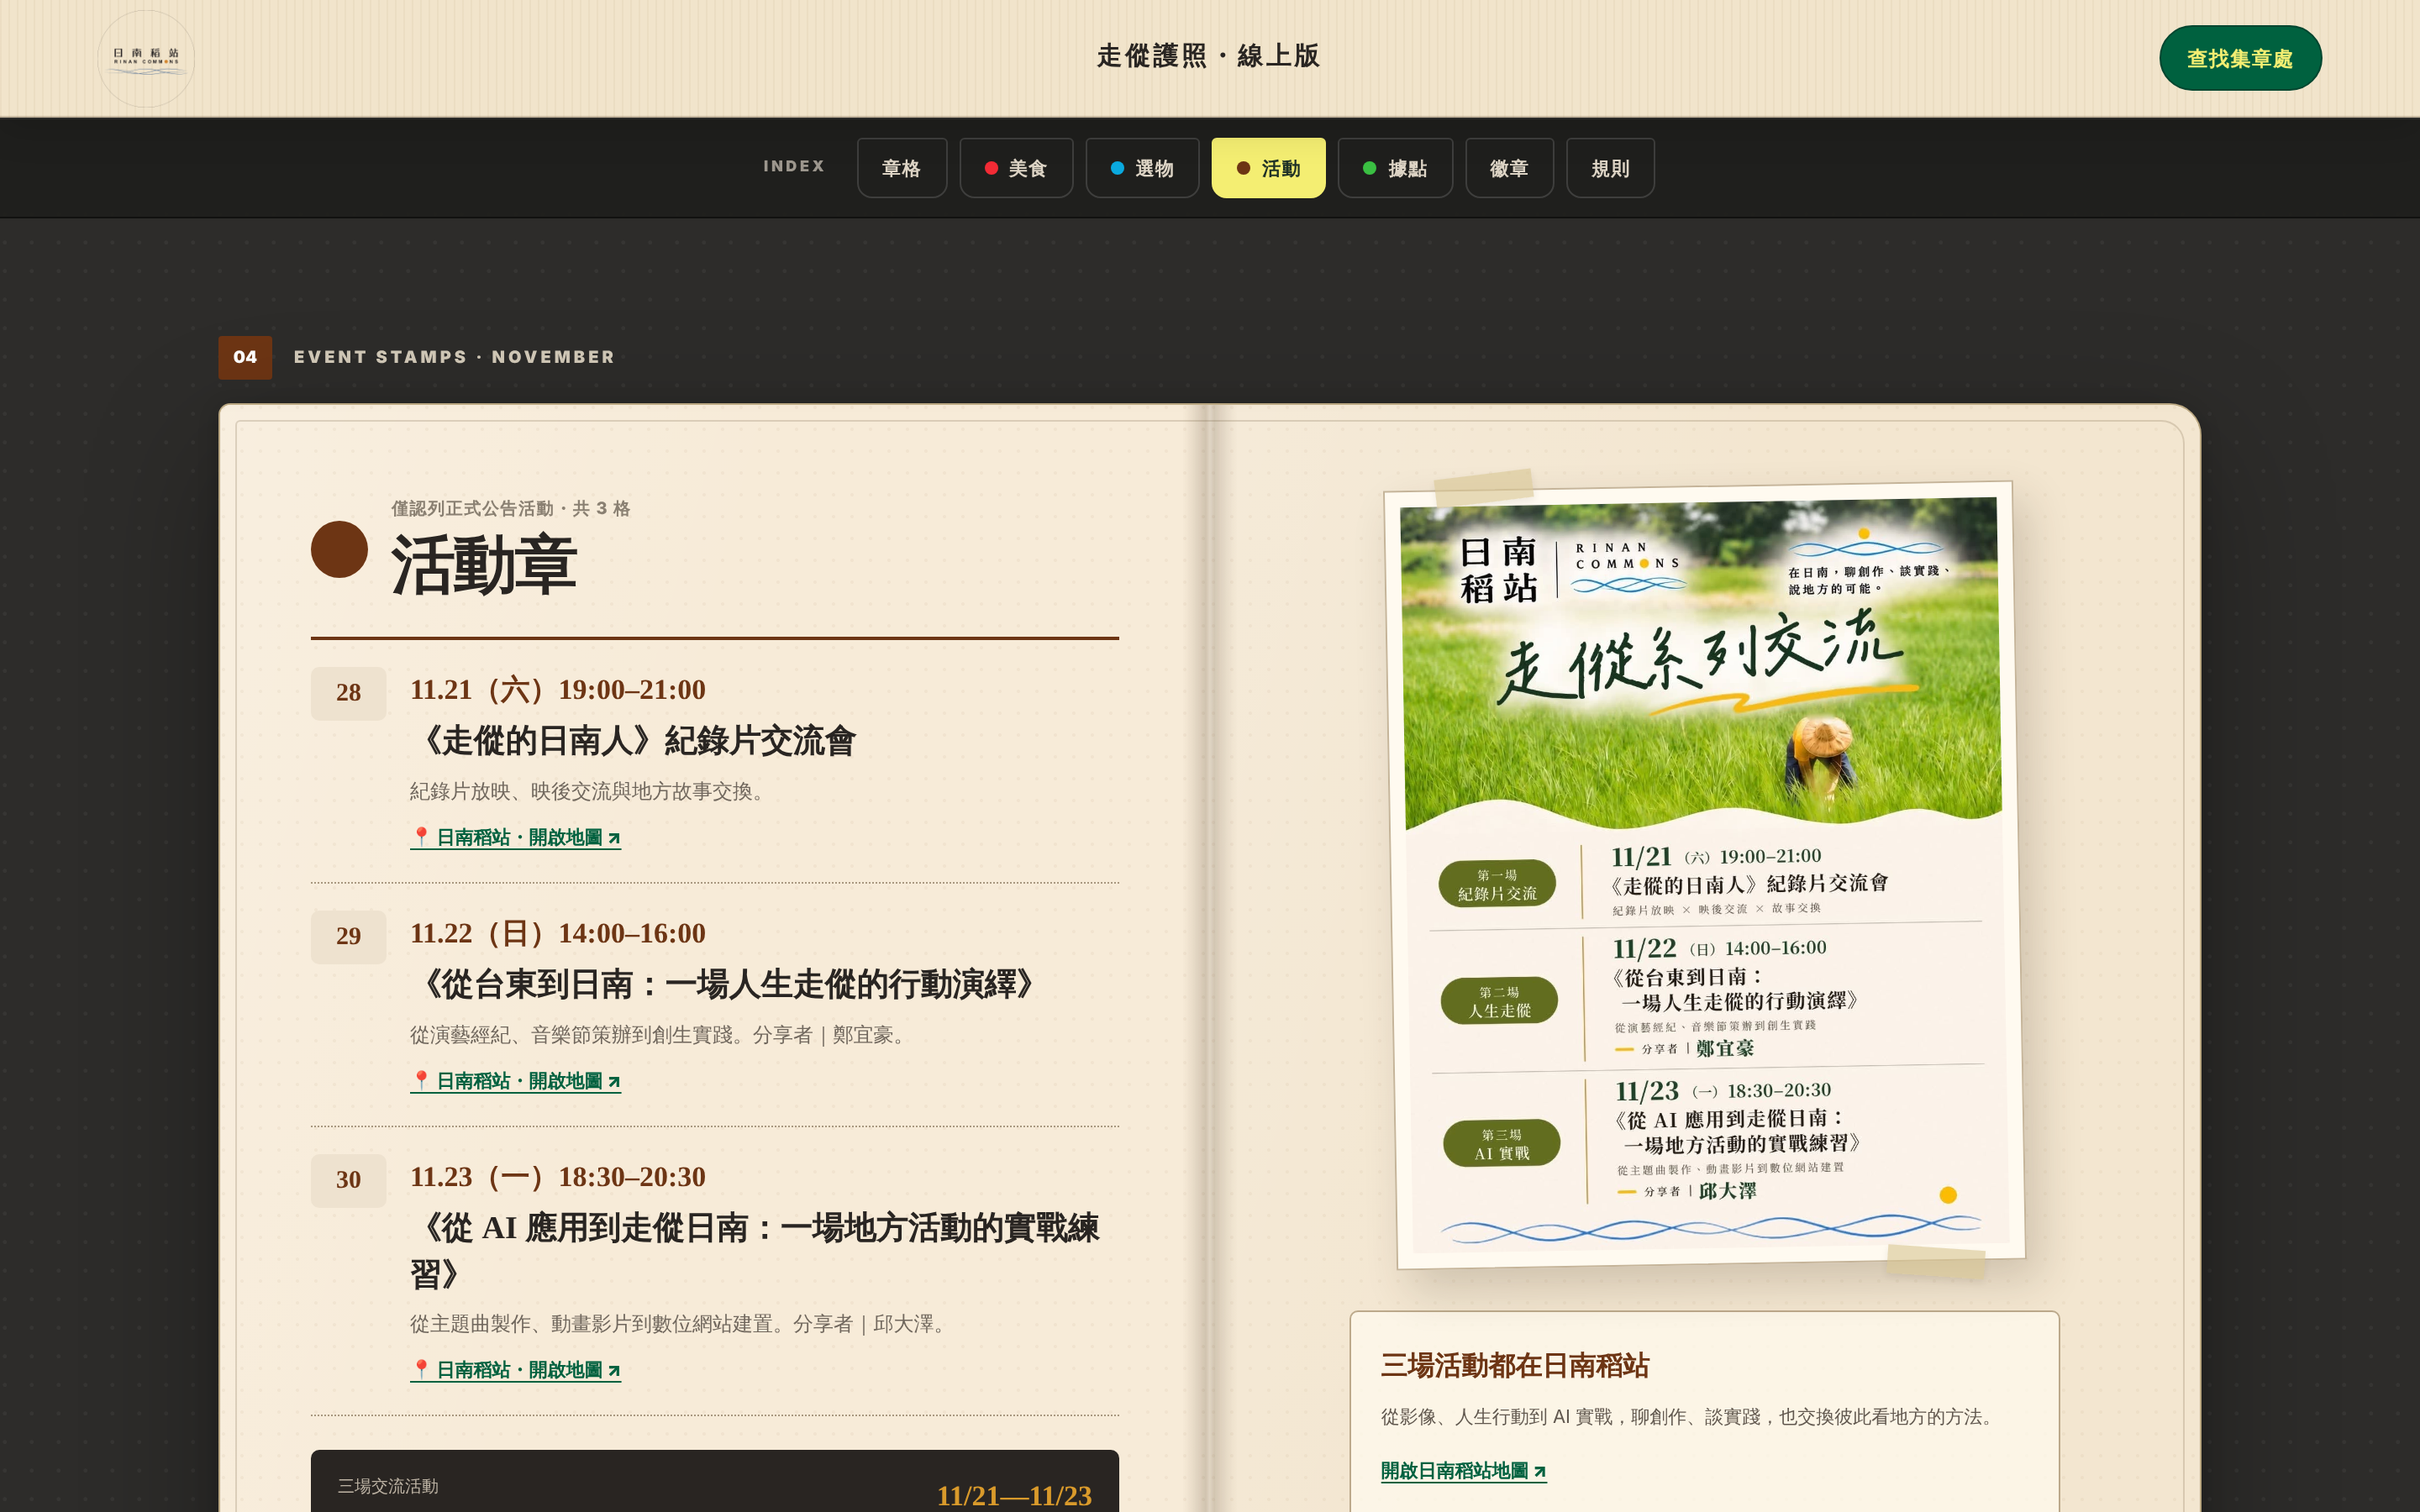 日南稻站
RINAN COMMONS
走傱護照・線上版
查找集章處
INDEX
章格
美食
選物
活動
據點
徽章
規則
04
EVENT STAMPS · NOVEMBER
僅認列正式公告活動・共 3 格
活動章
28
11.21（六）19:00–21:00
《走傱的日南人》紀錄片交流會
紀錄片放映、映後交流與地方故事交換。
📍 日南稻站・開啟地圖 ↗
29
11.22（日）14:00–16:00
《從台東到日南：一場人生走傱的行動演繹》
從演藝經紀、音樂節策辦到創生實踐。分享者｜鄭宜豪。
📍 日南稻站・開啟地圖 ↗
30
11.23（一）18:30–20:30
《從 AI 應用到走傱日南：一場地方活動的實戰練
習》
從主題曲製作、動畫影片到數位網站建置。分享者｜邱大澤。
📍 日南稻站・開啟地圖 ↗
三場交流活動
11/21—11/23
日南
稻站
RINAN
COMMONS
在日南，聊創作、談實踐、
說地方的可能。
走傱系列交流
第一場
紀錄片交流
11/21（六）19:00–21:00
《走傱的日南人》紀錄片交流會
紀錄片放映 × 映後交流 × 故事交換
第二場
人生走傱
11/22（日）14:00–16:00
《從台東到日南：
一場人生走傱的行動演繹》
從演藝經紀、音樂節策辦到創生實踐
分享者｜鄭宜豪
第三場
AI 實戰
11/23（一）18:30–20:30
《從 AI 應用到走傱日南：
一場地方活動的實戰練習》
從主題曲製作、動畫影片到數位網站建置
分享者｜邱大澤
三場活動都在日南稻站
從影像、人生行動到 AI 實戰，聊創作、談實踐，也交換彼此看地方的方法。
開啟日南稻站地圖 ↗